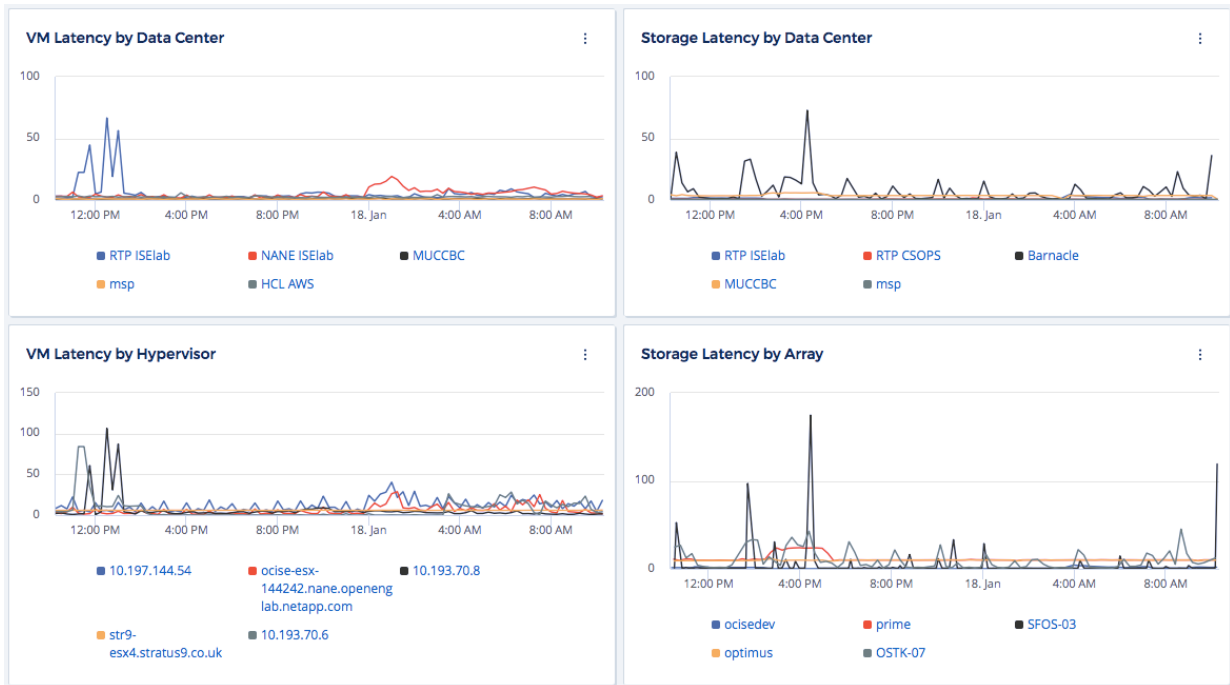 VM Latency by Data Center
100
50
0
12:00 PM 4:00 PM 8:00 PM 18. Jan 4:00 AM 8:00 AM
RTP ISElab NANE ISElab MUCCBC
msp HCL AWS
Storage Latency by Data Center
100
50
0
12:00 PM 4:00 PM 8:00 PM 18. Jan 4:00 AM 8:00 AM
RTP ISElab RTP CSOPS Barnacle
MUCCBC msp
VM Latency by Hypervisor
150
100
50
0
12:00 PM 4:00 PM 8:00 PM 18. Jan 4:00 AM 8:00 AM
10.197.144.54 ocise-esx- 10.193.70.8
144242.nane.openeng
lab.netapp.com
str9- 10.193.70.6
esx4.stratus9.co.uk
Storage Latency by Array
200
100
0
12:00 PM 4:00 PM 8:00 PM 18. Jan 4:00 AM 8:00 AM
ocisedev prime SFOS-03
optimus OSTK-07